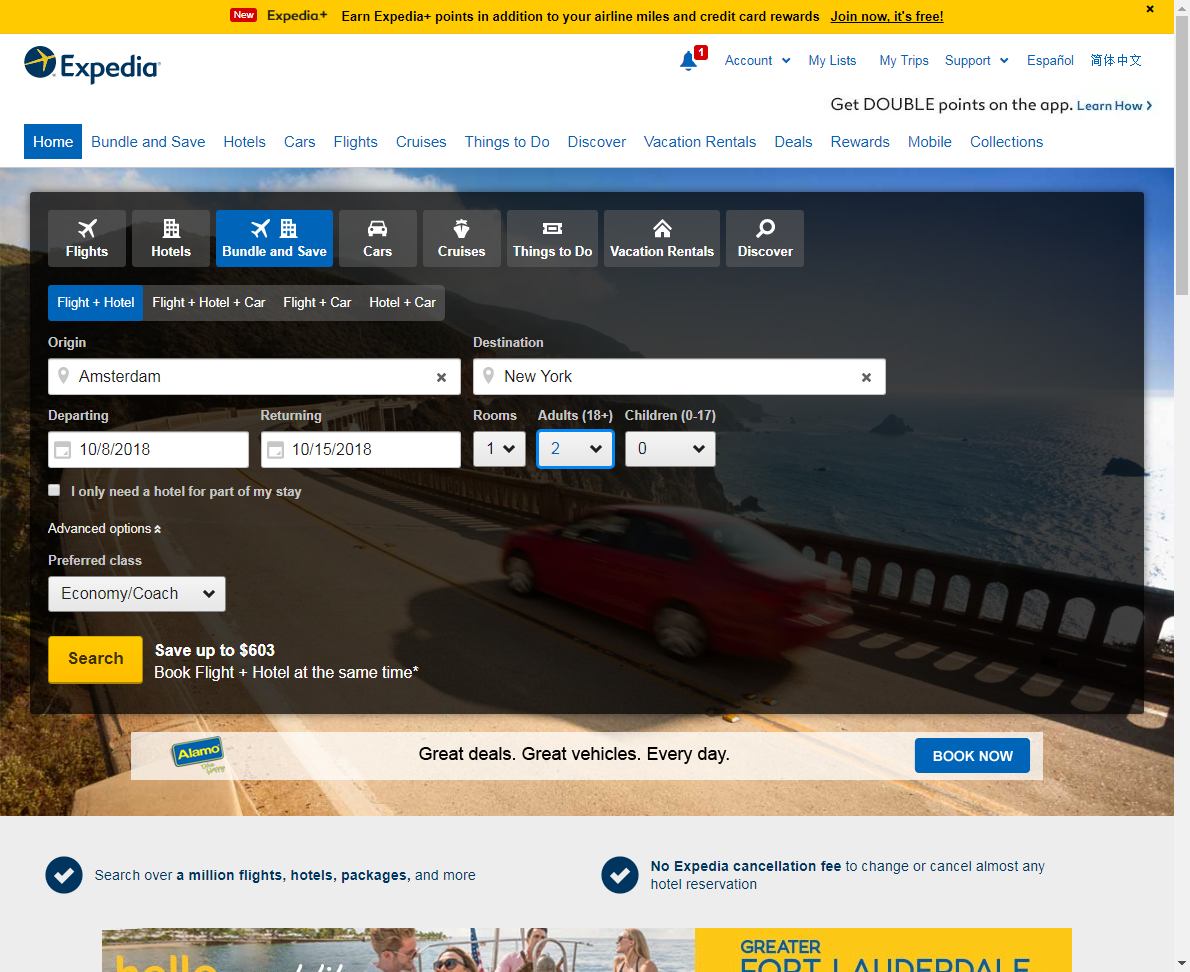 New Expedia+ Earn Expedia+ points in addition to your airline miles and credit card rewards Join now, it's free!
Expedia
1 Account My Lists My Trips Support Español 简体中文
Get DOUBLE points on the app. Learn How
Home Bundle and Save Hotels Cars Flights Cruises Things to Do Discover Vacation Rentals Deals Rewards Mobile Collections
Flights Hotels Bundle and Save Cars Cruises Things to Do Vacation Rentals Discover
Flight + Hotel Flight + Hotel + Car Flight + Car Hotel + Car
Origin Destination
Amsterdam New York
Departing Returning Rooms Adults (18+) Children (0-17)
10/8/2018 10/15/2018 1 2 0
I only need a hotel for part of my stay
Advanced options
Preferred class
Economy/Coach
Search
Save up to $603
Book Flight + Hotel at the same time*
Alamo
Great deals. Great vehicles. Every day.
BOOK NOW
Search over a million flights, hotels, packages, and more
No Expedia cancellation fee to change or cancel almost any
hotel reservation
hello
GREATER
FORT LAUDERDALE